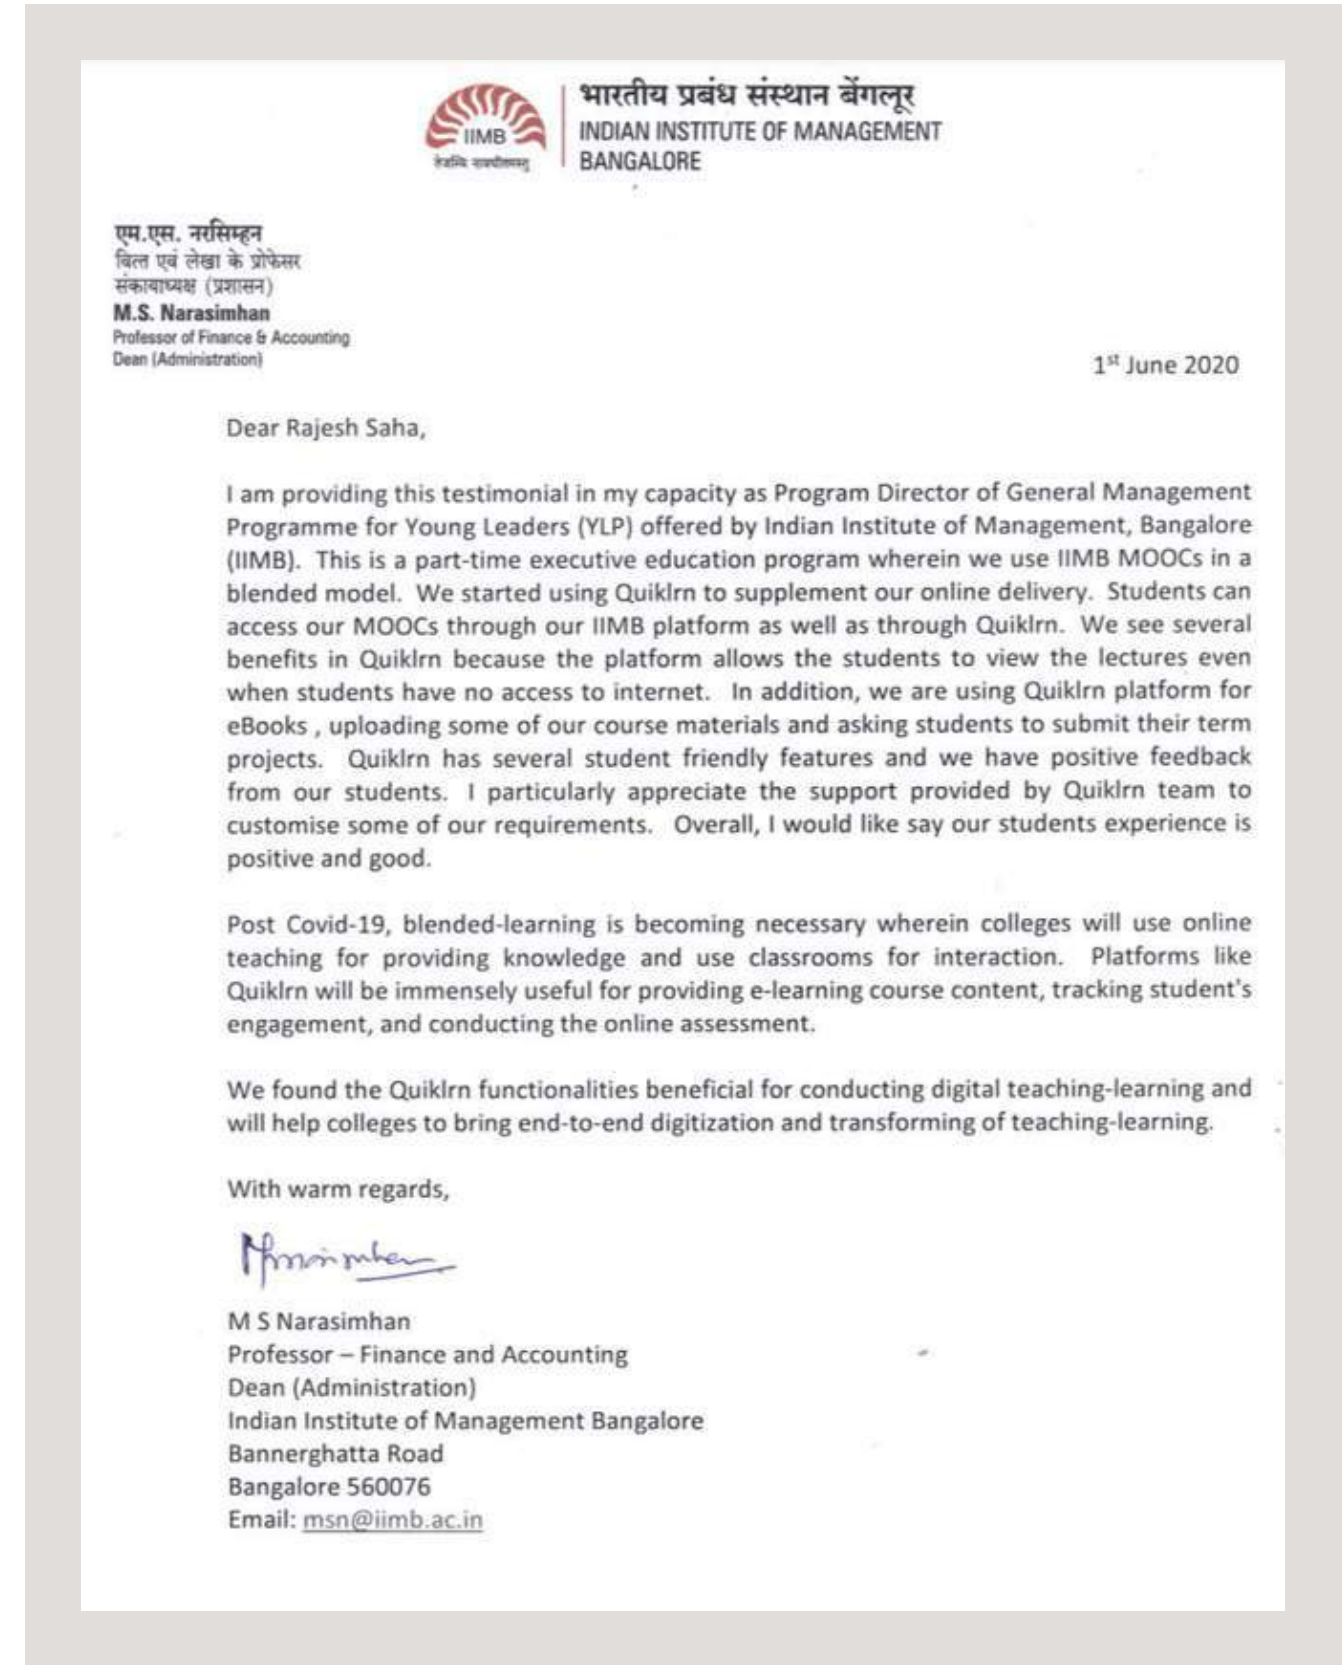 IIMB
भारतीय प्रबंध संस्थान बेंगलूर
INDIAN INSTITUTE OF MANAGEMENT
BANGALORE
एम.एस. नरसिम्हन
वित्त एवं लेखा के प्रोफेसर
संकायाध्यक्ष (प्रशासन)
M.S. Narasimhan
Professor of Finance & Accounting
Dean (Administration)
1st June 2020
Dear Rajesh Saha,
I am providing this testimonial in my capacity as Program Director of General Management
Programme for Young Leaders (YLP) offered by Indian Institute of Management, Bangalore
(IIMB). This is a part-time executive education program wherein we use IIMB MOOCs in a
blended model. We started using Quiklrn to supplement our online delivery. Students can
access our MOOCs through our IIMB platform as well as through Quiklrn. We see several
benefits in Quiklrn because the platform allows the students to view the lectures even
when students have no access to internet. In addition, we are using Quiklrn platform for
eBooks , uploading some of our course materials and asking students to submit their term
projects. Quiklrn has several student friendly features and we have positive feedback
from our students. I particularly appreciate the support provided by Quiklrn team to
customise some of our requirements. Overall, I would like say our students experience is
positive and good.
Post Covid-19, blended-learning is becoming necessary wherein colleges will use online
teaching for providing knowledge and use classrooms for interaction. Platforms like
Quiklrn will be immensely useful for providing e-learning course content, tracking student's
engagement, and conducting the online assessment.
We found the Quiklrn functionalities beneficial for conducting digital teaching-learning and
will help colleges to bring end-to-end digitization and transforming of teaching-learning.
With warm regards,
M S Narasimhan
Professor – Finance and Accounting
Dean (Administration)
Indian Institute of Management Bangalore
Bannerghatta Road
Bangalore 560076
Email: msn@iimb.ac.in